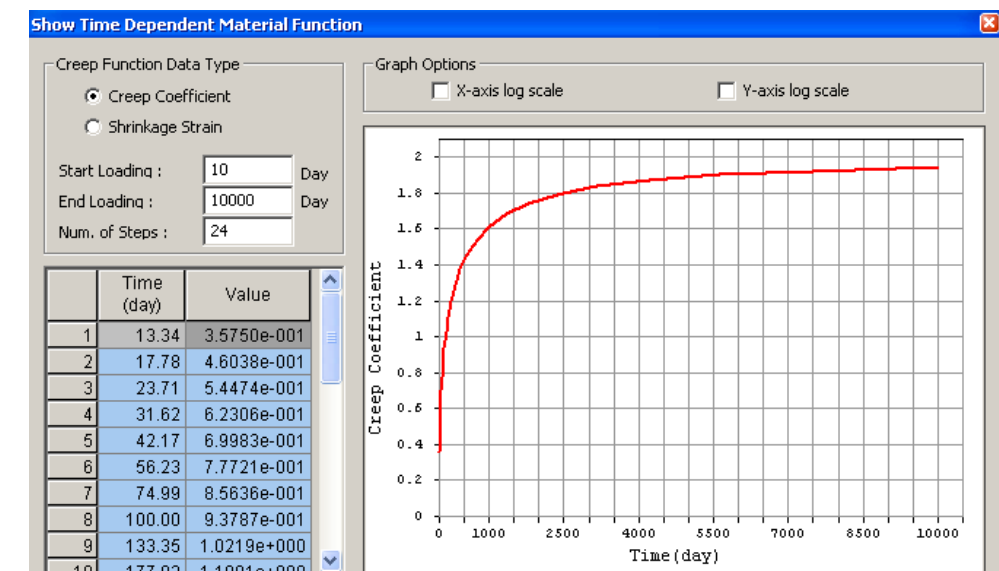 Show Time Dependent Material Function
Creep Function Data Type
Creep Coefficient
Shrinkage Strain
Start Loading : 10 Day
End Loading : 10000 Day
Num. of Steps : 24
Time (day) Value
1 13.34 3.5750e-001
2 17.78 4.6038e-001
3 23.71 5.4474e-001
4 31.62 6.2306e-001
5 42.17 6.9983e-001
6 56.23 7.7721e-001
7 74.99 8.5636e-001
8 100.00 9.3787e-001
9 133.35 1.0219e+000
Graph Options
X-axis log scale Y-axis log scale
Creep Coefficient
2
1.8
1.6
1.4
1.2
1
0.8
0.6
0.4
0.2
0
0 1000 2500 4000 5500 7000 8500 10000
Time(day)